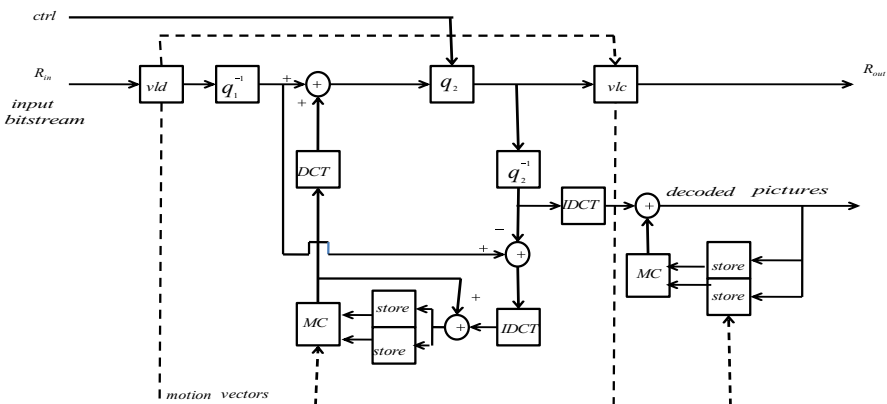 ctrl
R_in
input
bitstream
vld
q_1^-1
+
+
+
q_2
vlc
R_out
DCT
q_2^-1
IDCT
+
decoded pictures
−
+
+
MC
store
store
+
MC
store
store
+
IDCT
motion vectors